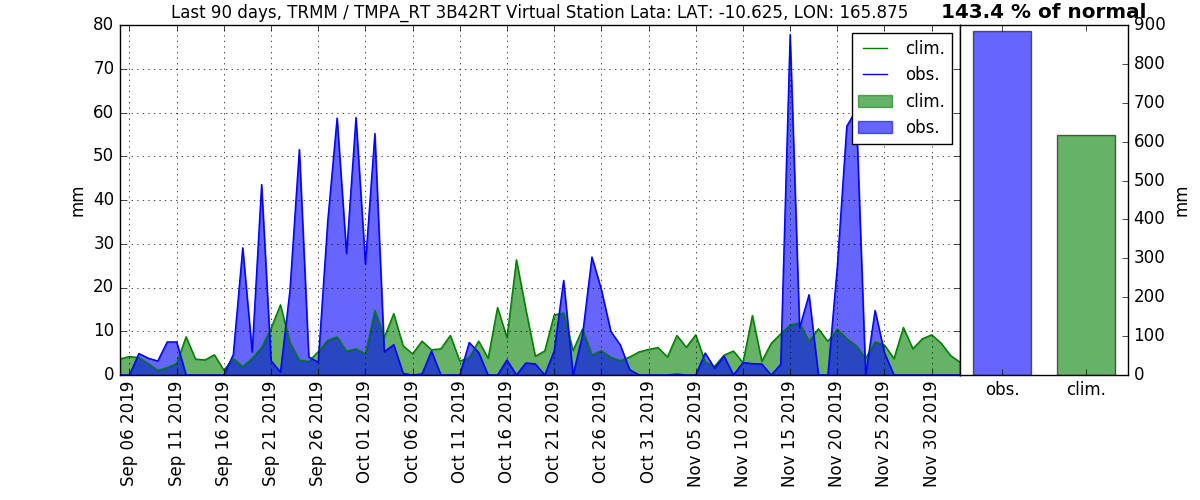 Last 90 days, TRMM / TMPA_RT 3B42RT Virtual Station Lata: LAT: -10.625, LON: 165.875
143.4 % of normal
80
70
60
50
40
30
20
10
0
mm
clim.
obs.
clim.
obs.
Sep 06 2019
Sep 11 2019
Sep 16 2019
Sep 21 2019
Sep 26 2019
Oct 01 2019
Oct 06 2019
Oct 11 2019
Oct 16 2019
Oct 21 2019
Oct 26 2019
Oct 31 2019
Nov 05 2019
Nov 10 2019
Nov 15 2019
Nov 20 2019
Nov 25 2019
Nov 30 2019
900
800
700
600
500
400
300
200
100
0
mm
obs.
clim.